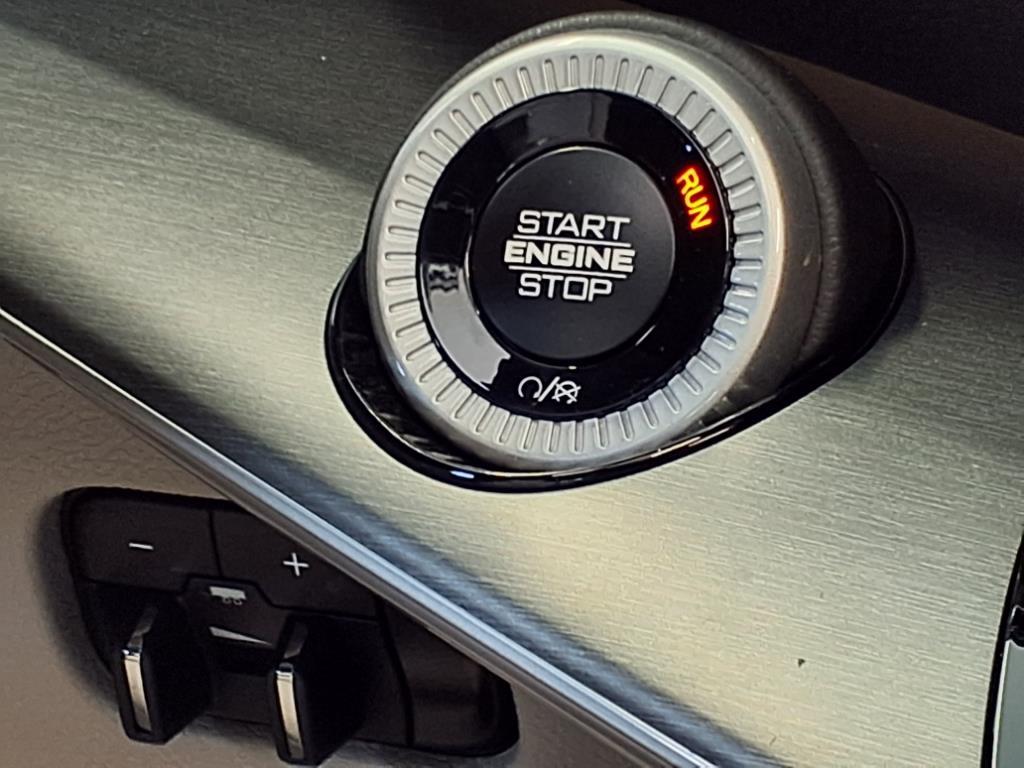 RUN
START
ENGINE
STOP
−
+